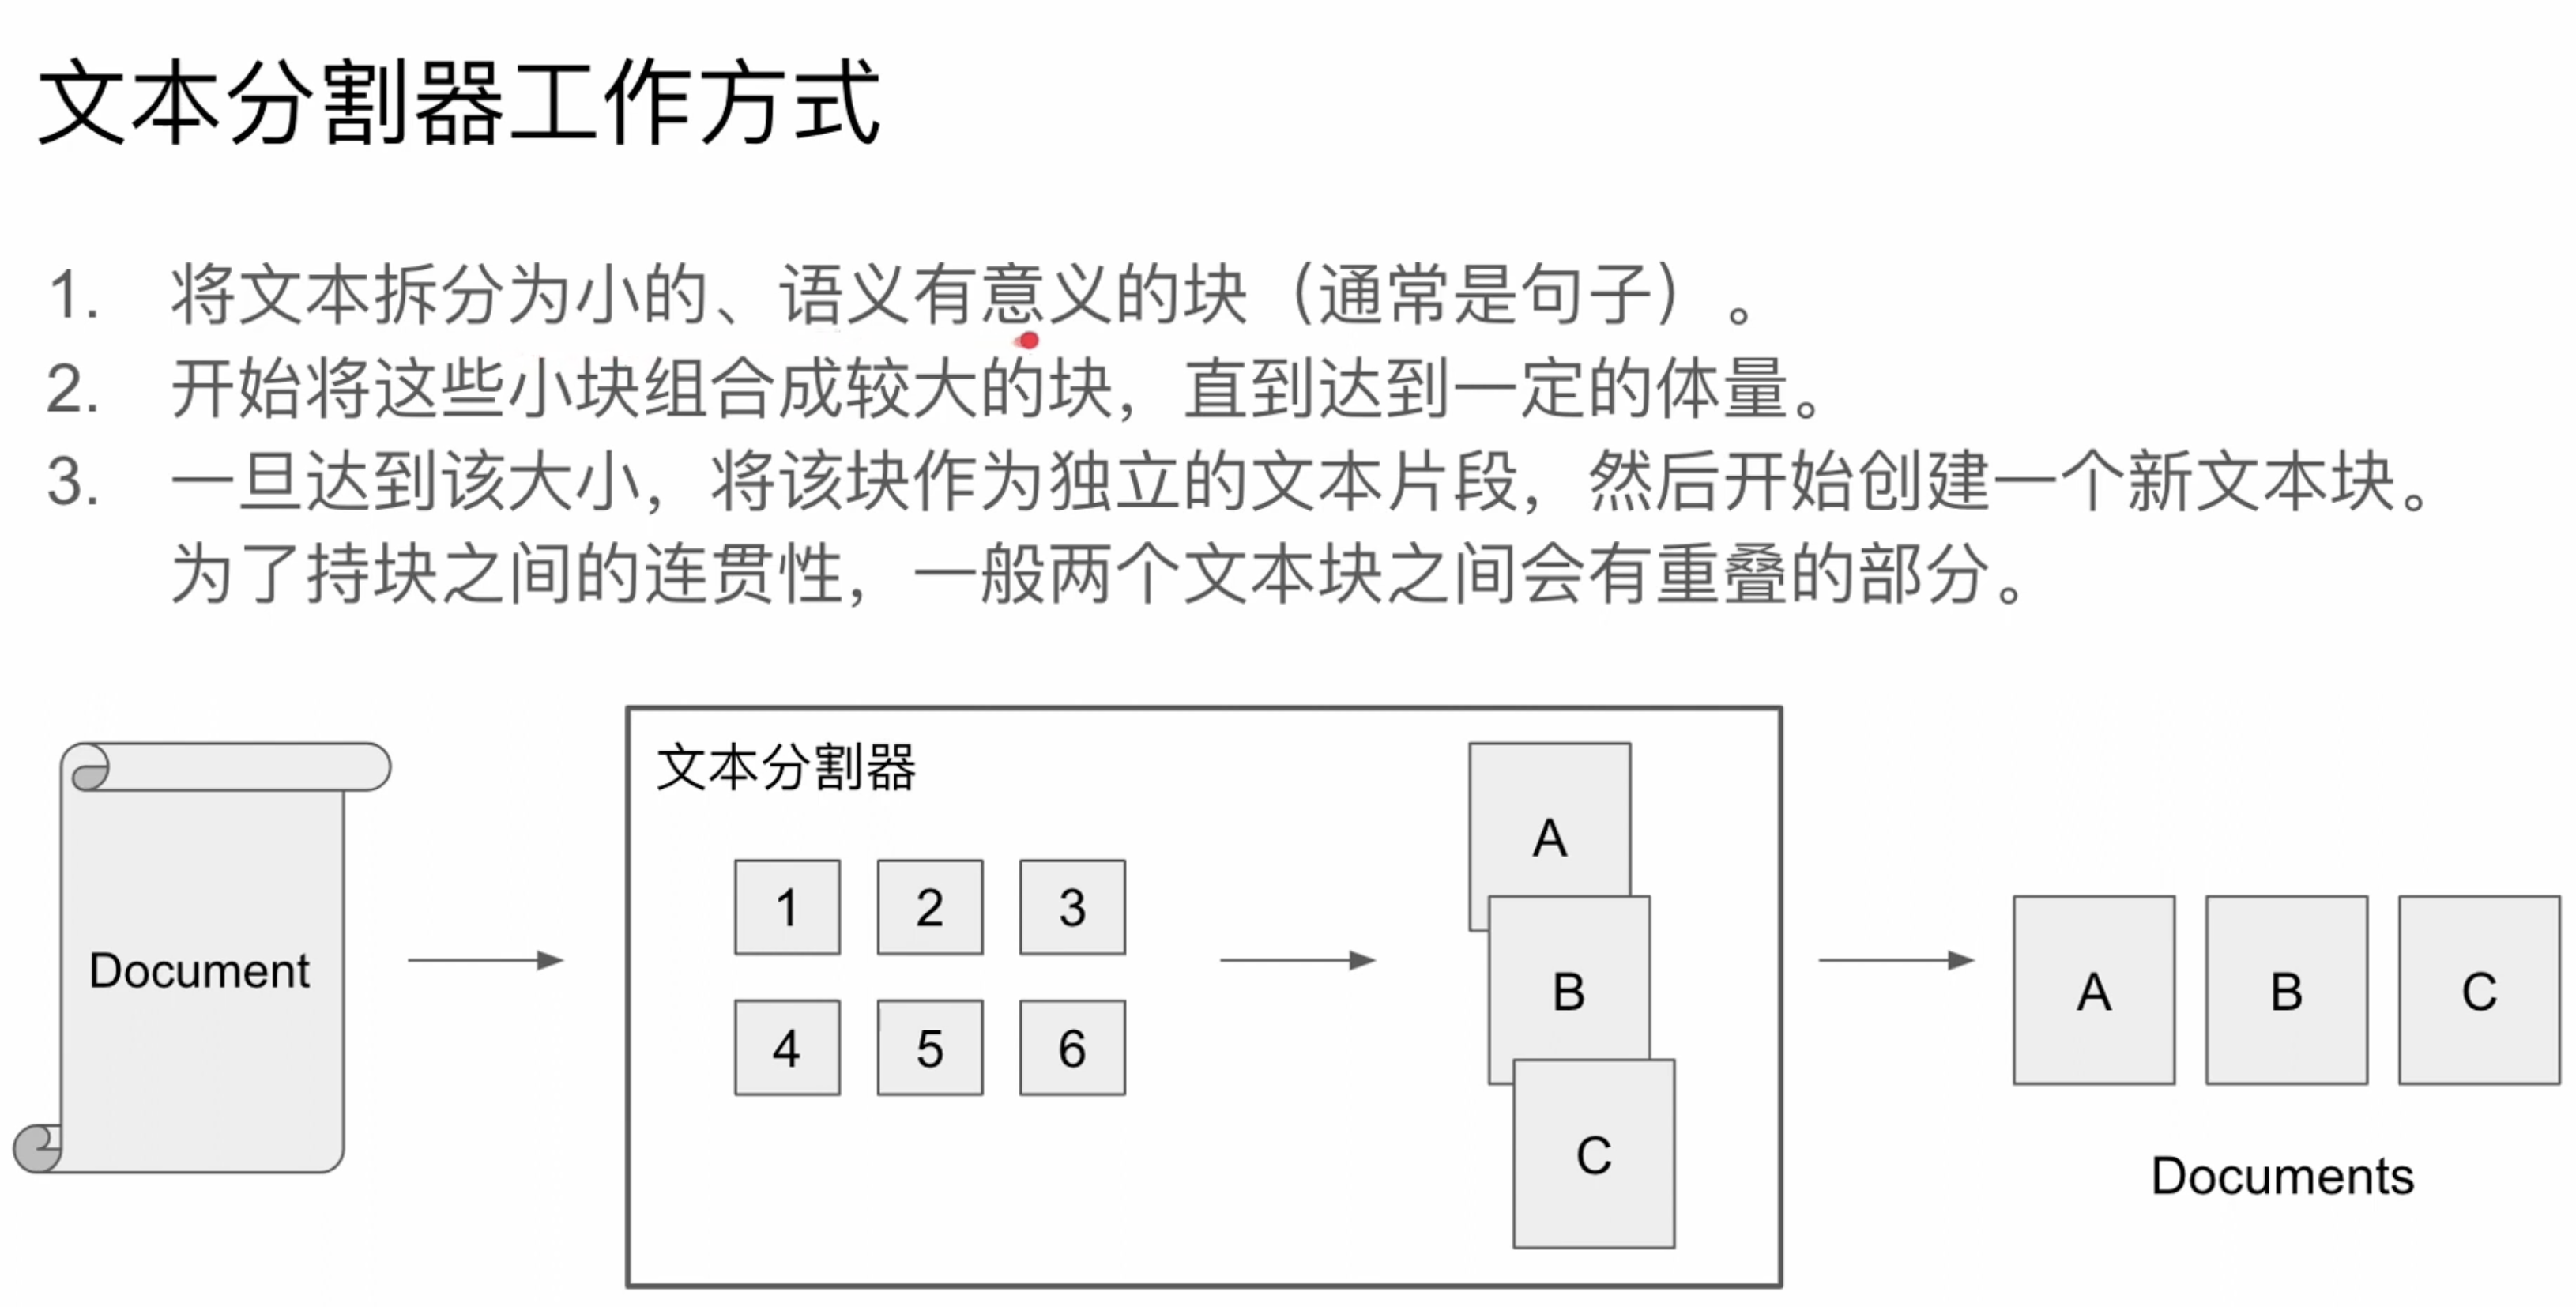 文本分割器工作方式
1. 将文本拆分为小的、语义有意义的块（通常是句子）。
2. 开始将这些小块组合成较大的块，直到达到一定的体量。
3. 一旦达到该大小，将该块作为独立的文本片段，然后开始创建一个新文本块。
为了持块之间的连贯性，一般两个文本块之间会有重叠的部分。
Document
文本分割器
1 2 3
4 5 6
A
B
C
A B C
Documents